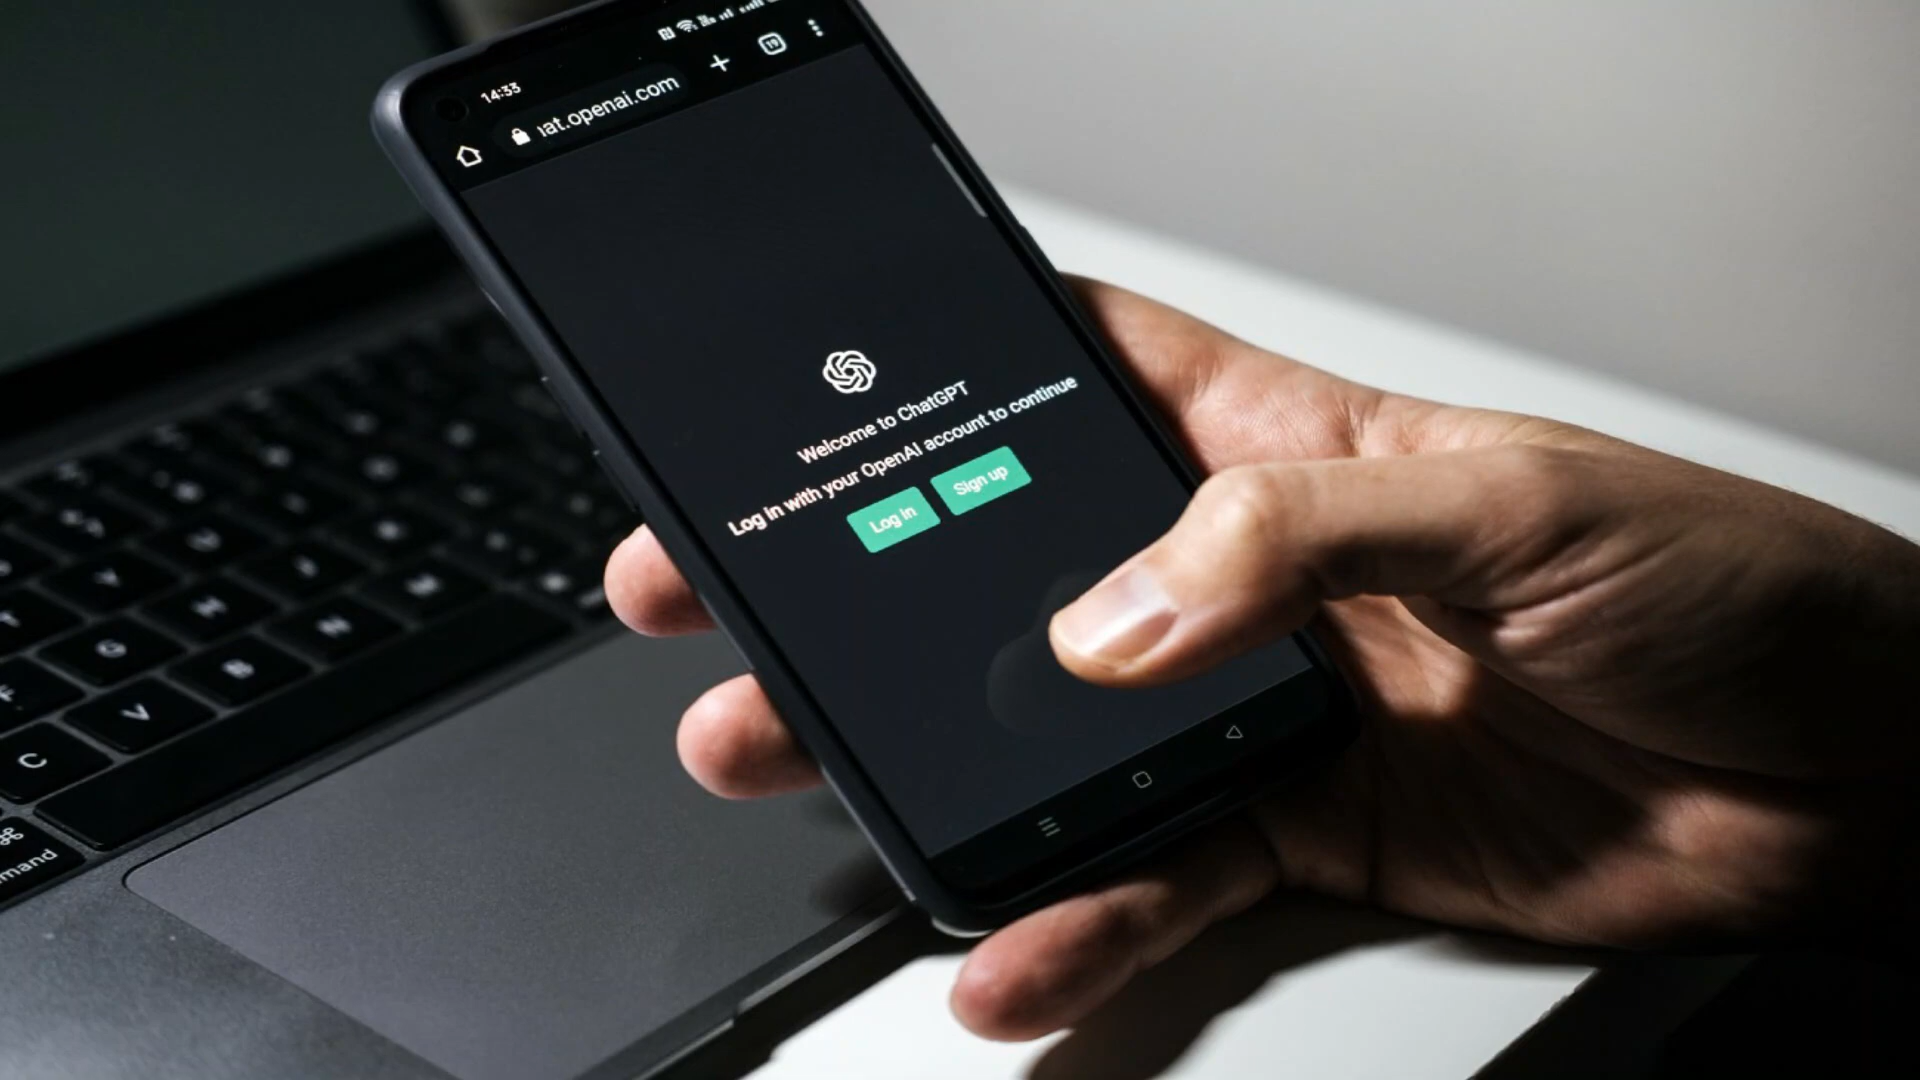 14:33
19
at.openai.com
Welcome to ChatGPT
Log in with your OpenAI account to continue
Log in
Sign up
H
N
G
B
F
V
C
⌘
mand